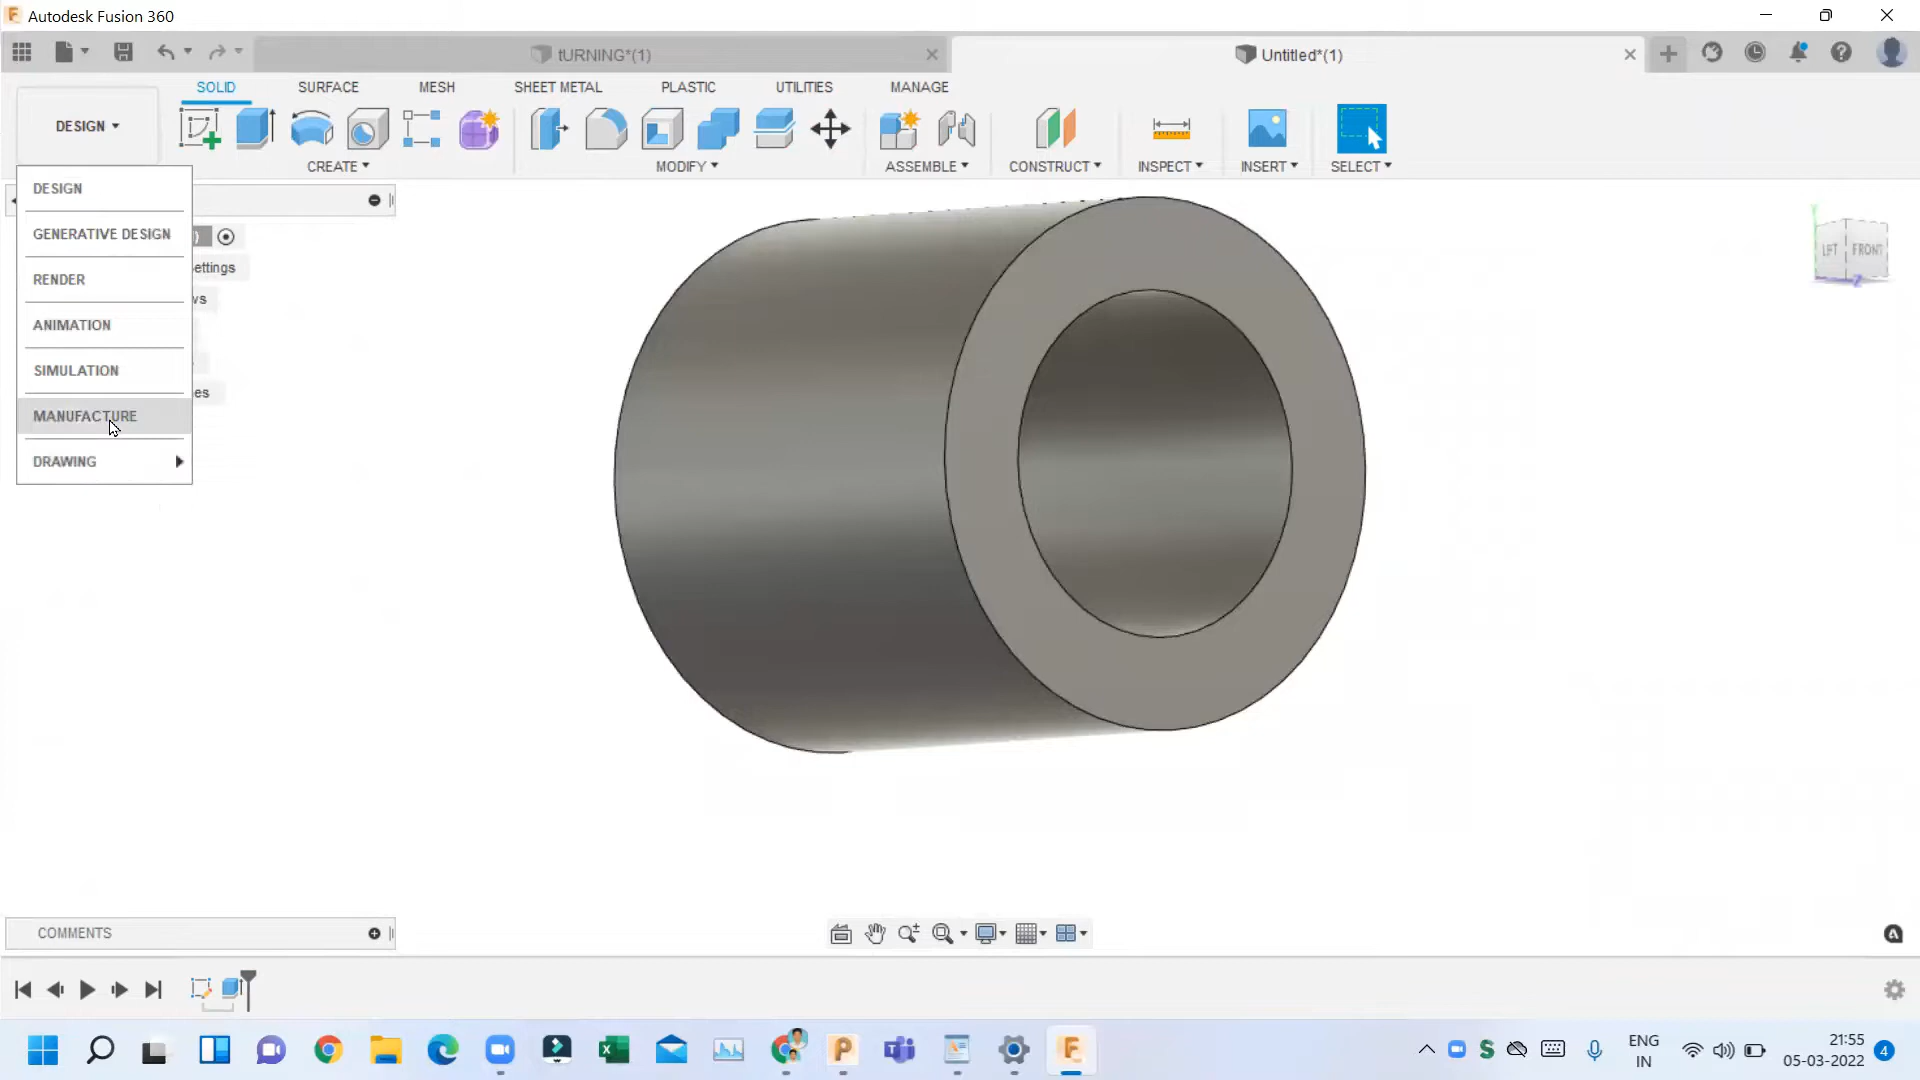 Autodesk Fusion 360
tURNING*(1)
Untitled*(1)
SOLID SURFACE MESH SHEET METAL PLASTIC UTILITIES MANAGE
DESIGN
CREATE MODIFY ASSEMBLE CONSTRUCT INSPECT INSERT SELECT
DESIGN
GENERATIVE DESIGN
RENDER
ANIMATION
SIMULATION
MANUFACTURE
DRAWING
ettings
vs
es
LFT FRONT
Z
COMMENTS
ENG
IN
21:55
05-03-2022
4